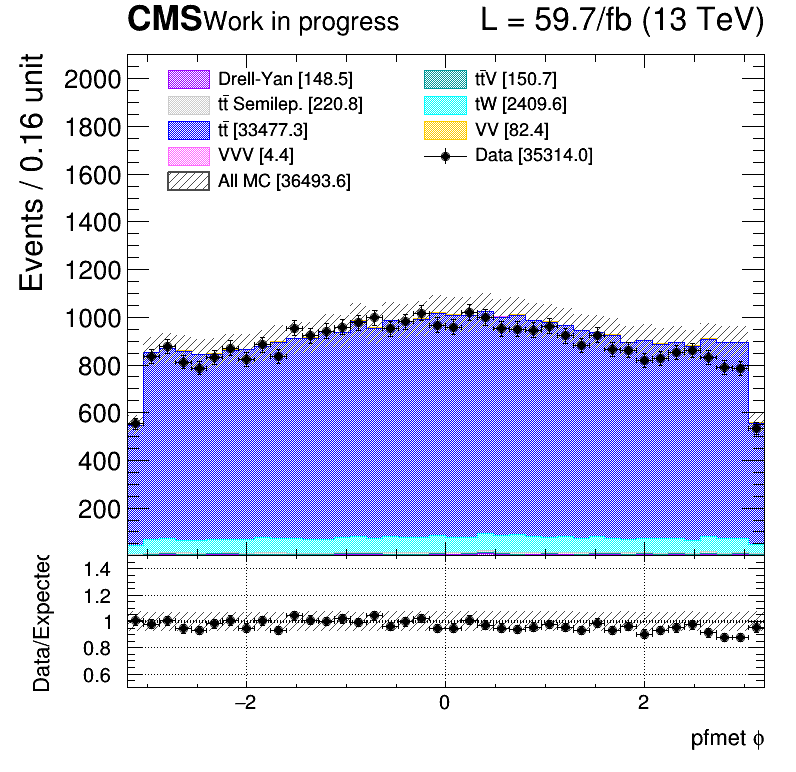 CMS Work in progress L = 59.7/fb (13 TeV)
Events / 0.16 unit
2000
1800
1600
1400
1200
1000
800
600
400
200
Drell-Yan [148.5]
tt̄ Semilep. [220.8]
tt̄ [33477.3]
VVV [4.4]
All MC [36493.6]
tt̄V [150.7]
tW [2409.6]
VV [82.4]
Data [35314.0]
Data/Expected
1.4
1.2
1
0.8
0.6
−2 0 2
pfmet ϕ